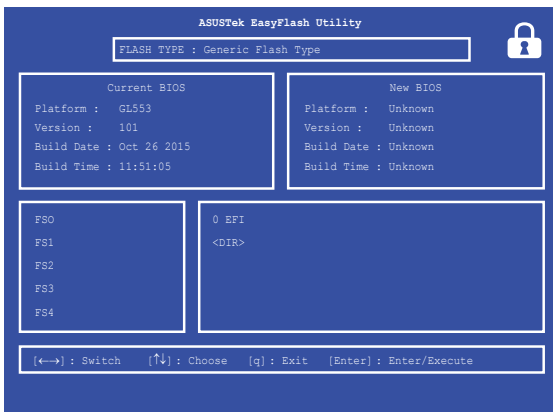 ASUSTek EasyFlash Utility
FLASH TYPE : Generic Flash Type
Current BIOS
Platform : GL553
Version : 101
Build Date : Oct 26 2015
Build Time : 11:51:05
New BIOS
Platform : Unknown
Version : Unknown
Build Date : Unknown
Build Time : Unknown
FS0
FS1
FS2
FS3
FS4
0 EFI
<DIR>
[←→] : Switch [↑↓] : Choose [q] : Exit [Enter] : Enter/Execute